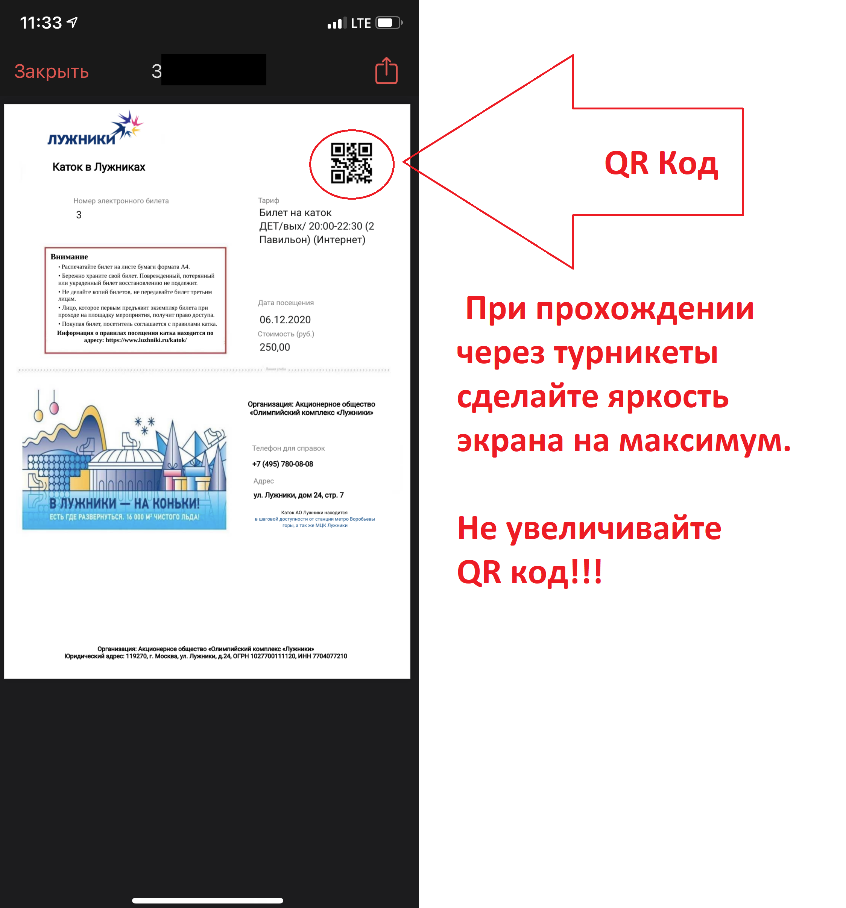 11:33
LTE
Закрыть
3
ЛУЖНИКИ
Каток в Лужниках
Номер электронного билета
3
Тариф
Билет на каток
ДЕТ/вых/ 20:00-22:30 (2
Павильон) (Интернет)
Внимание
• Распечатайте билет на листе бумаги формата А4.
• Бережно храните свой билет. Поврежденный, потерянный
или украденный билет восстановлению не подлежит.
• Не делайте копий билетов, не передавайте билет третьим
лицам.
• Лицо, которое первым предъявит экземпляр билета при
проходе на площадку мероприятия, получит право доступа.
• Покупая билет, посетитель соглашается с правилами катка.
Информация о правилах посещения катка находится по
адресу: https://www.luzhniki.ru/katok/
Дата посещения
06.12.2020
Стоимость (руб.)
250,00
В ЛУЖНИКИ — НА КОНЬКИ!
ЕСТЬ ГДЕ РАЗВЕРНУТЬСЯ. 16 000 М² ЧИСТОГО ЛЬДА!
Организация: Акционерное общество
«Олимпийский комплекс «Лужники»
Телефон для справок
+7 (495) 780-08-08
Адрес
ул. Лужники, дом 24, стр. 7
Каток АО Лужники находится
в шаговой доступности от станции метро Воробьевы
горы, а так же МЦК Лужники
Организация: Акционерное общество «Олимпийский комплекс «Лужники»
Юридический адрес: 119270, г. Москва, ул. Лужники, д.24, ОГРН 1027700111120, ИНН 7704077210
QR Код
При прохождении
через турникеты
сделайте яркость
экрана на максимум.
Не увеличивайте
QR код!!!